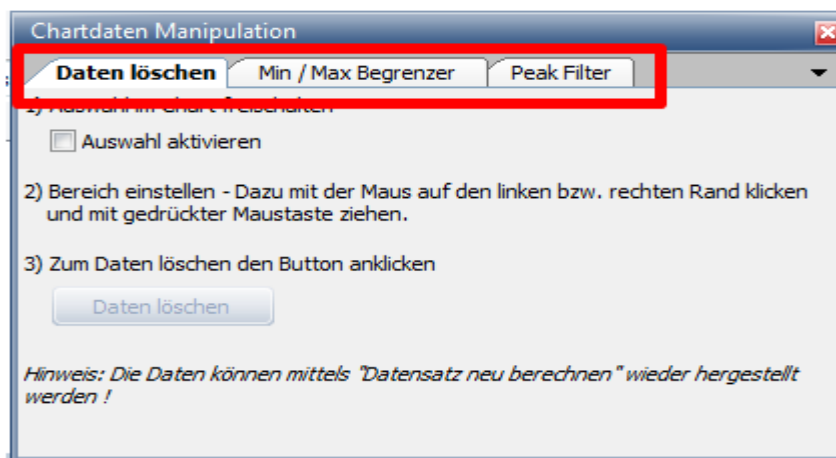 Chartdaten Manipulation
Daten löschen Min / Max Begrenzer Peak Filter
1) Auswahl im Chart freischalten
Auswahl aktivieren
2) Bereich einstellen - Dazu mit der Maus auf den linken bzw. rechten Rand klicken
und mit gedrückter Maustaste ziehen.
3) Zum Daten löschen den Button anklicken
Daten löschen
Hinweis: Die Daten können mittels "Datensatz neu berechnen" wieder hergestellt
werden !